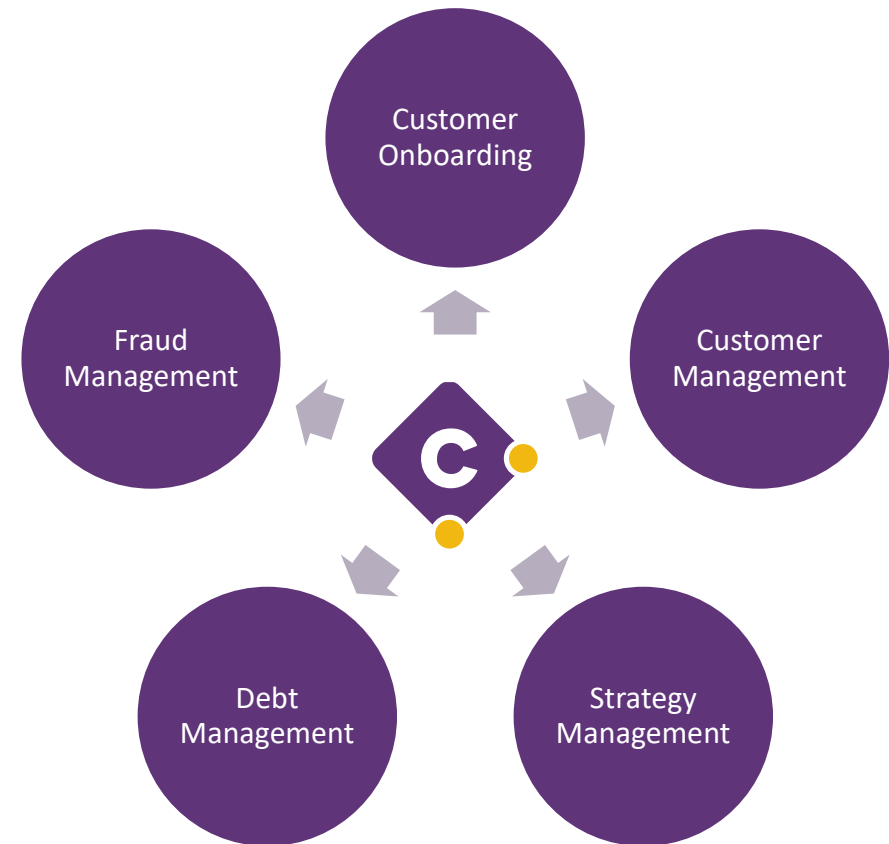 Customer
Onboarding
Fraud
Management
Customer
Management
C
Debt
Management
Strategy
Management